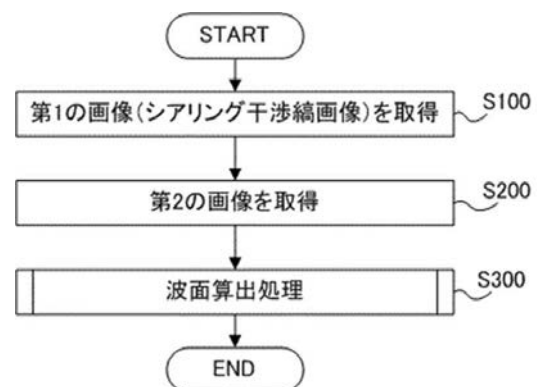 START
第1の画像(シアリング干渉縞画像)を取得
S100
第2の画像を取得
S200
波面算出処理
S300
END